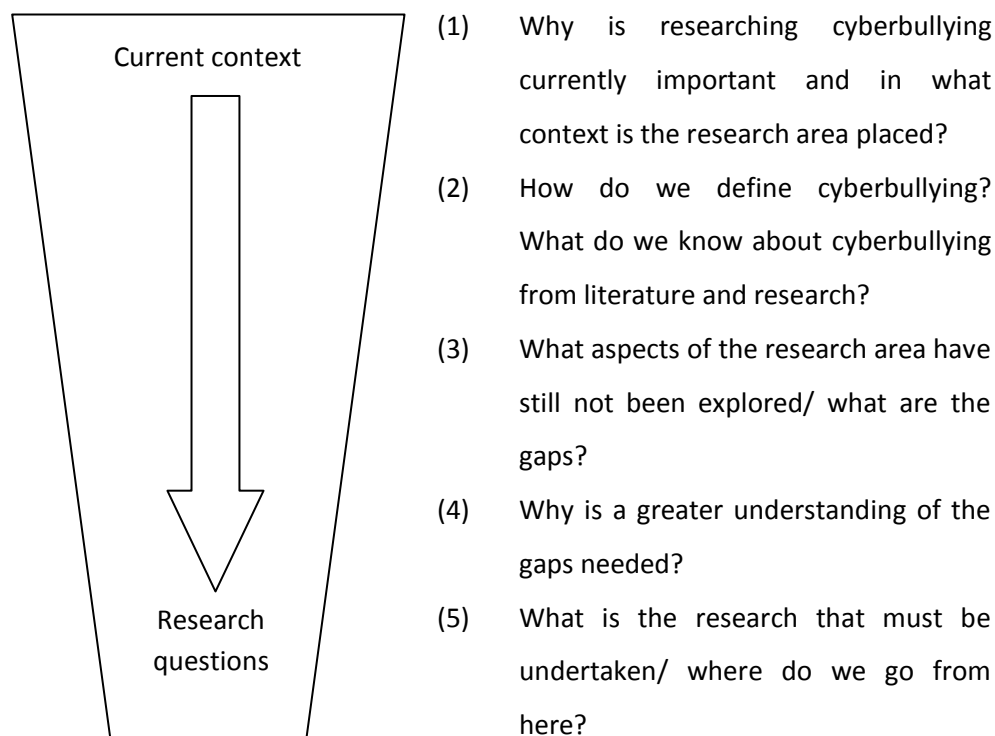 Current context
Research
questions
(1) Why is researching cyberbullying
currently important and in what
context is the research area placed?
(2) How do we define cyberbullying?
What do we know about cyberbullying
from literature and research?
(3) What aspects of the research area have
still not been explored/ what are the
gaps?
(4) Why is a greater understanding of the
gaps needed?
(5) What is the research that must be
undertaken/ where do we go from
here?